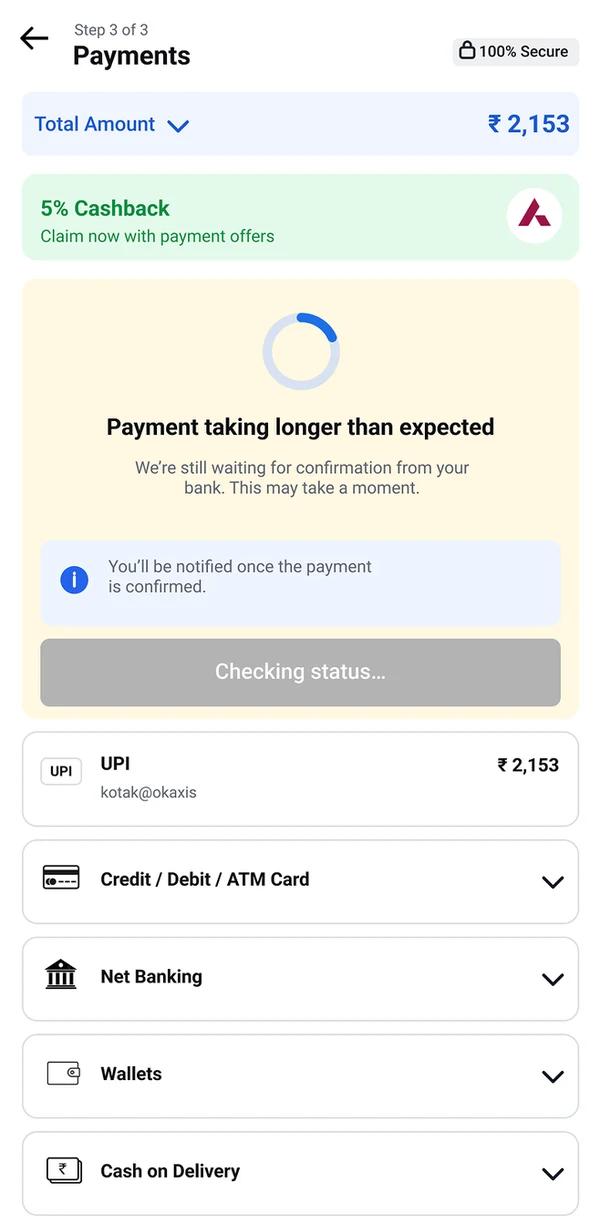 Step 3 of 3
Payments
100% Secure
Total Amount
₹ 2,153
5% Cashback
Claim now with payment offers
Payment taking longer than expected
We’re still waiting for confirmation from your
bank. This may take a moment.
You’ll be notified once the payment
is confirmed.
Checking status...
UPI
UPI
₹ 2,153
kotak@okaxis
Credit / Debit / ATM Card
Net Banking
Wallets
₹
Cash on Delivery